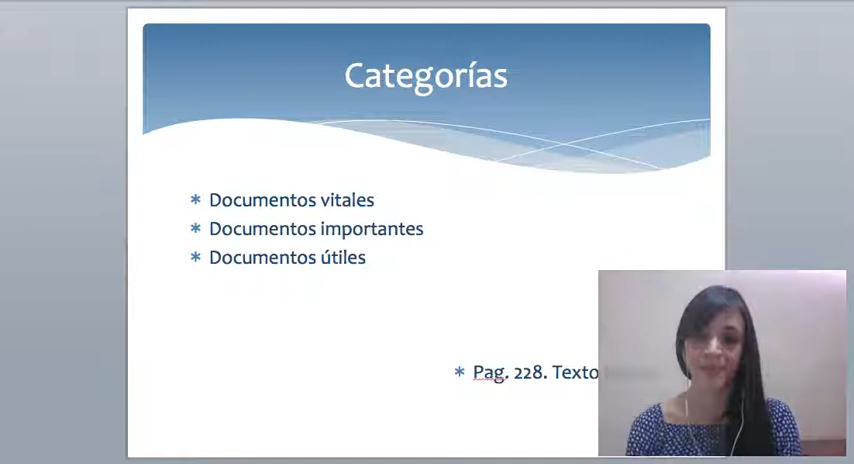 Categorías
* Documentos vitales
* Documentos importantes
* Documentos útiles
* Pag. 228. Texto